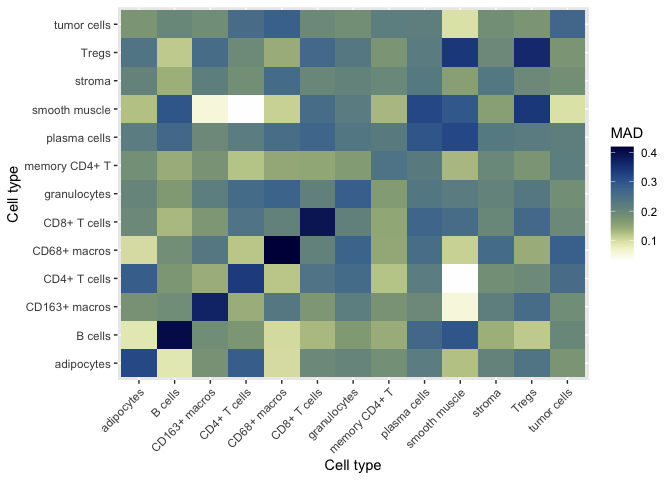 tumor cells
Tregs
stroma
smooth muscle
plasma cells
memory CD4+ T
granulocytes
CD8+ T cells
CD68+ macros
CD4+ T cells
CD163+ macros
B cells
adipocytes
Cell type
adipocytes
B cells
CD163+ macros
CD4+ T cells
CD68+ macros
CD8+ T cells
granulocytes
memory CD4+ T
plasma cells
smooth muscle
stroma
Tregs
tumor cells
Cell type
MAD
0.4
0.3
0.2
0.1